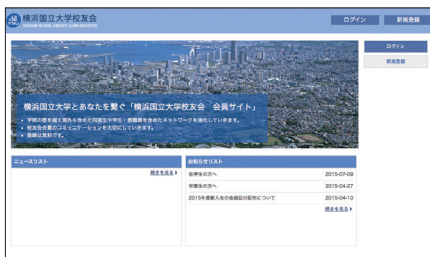 横浜国立大学校友会
ログイン 新規登録
ログイン
新規登録
横浜国立大学とあなたを繋ぐ「横浜国立大学校友会 会員サイト」
校友会会員のコミュニケーションを大切にしていきます。
登録は無料です。
ニュースリスト
続きを見る
お知らせリスト
在学生の方へ 2015-07-09
卒業生の方へ 2015-04-27
2015年度新入生の会員証の配布について 2015-04-10
続きを見る